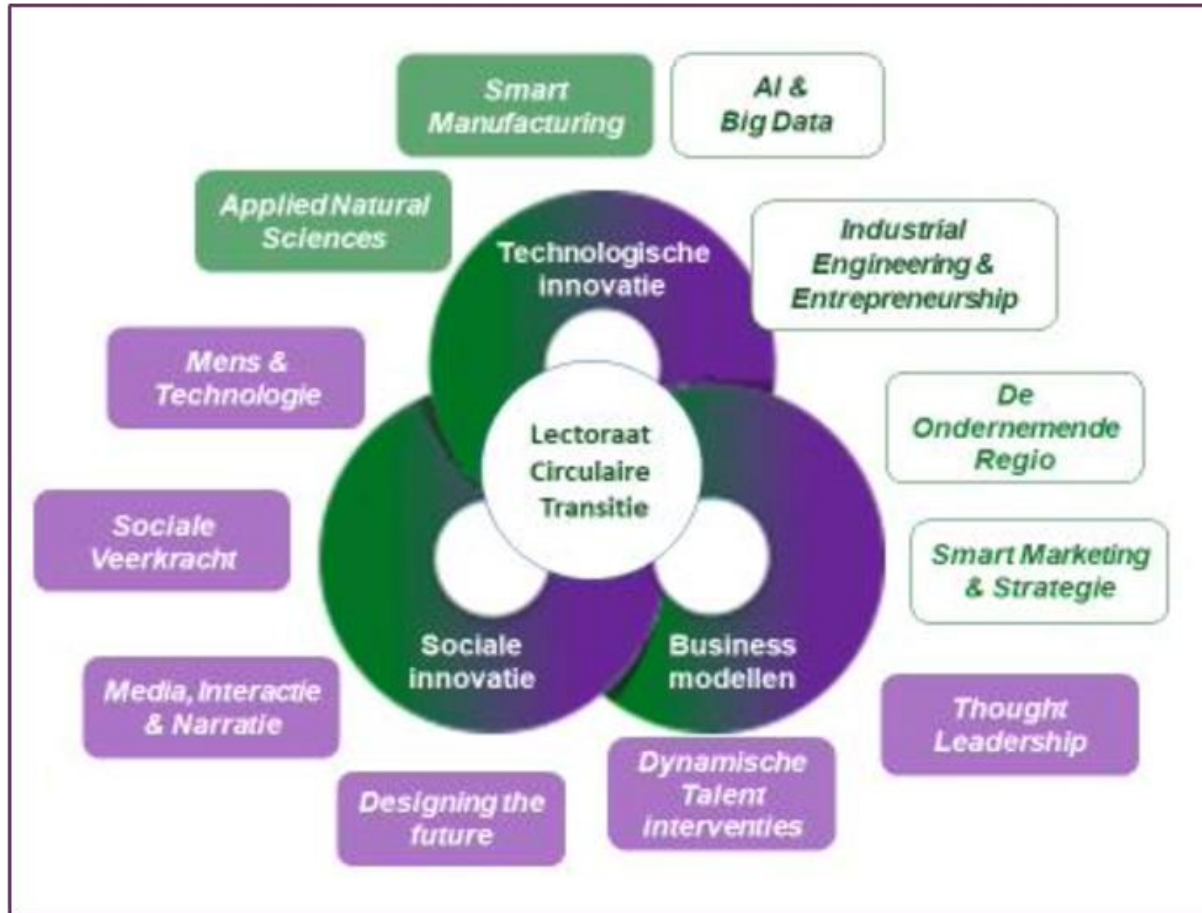 Smart
Manufacturing
AI &
Big Data
Applied Natural
Sciences
Technologische
innovatie
Industrial
Engineering &
Entrepreneurship
Mens &
Technologie
De
Ondernemende
Regio
Lectoraat
Circulaire
Transitie
Sociale
Veerkracht
Smart Marketing
& Strategie
Sociale
innovatie
Business
modellen
Media, Interactie
& Narratie
Thought
Leadership
Designing the
future
Dynamische
Talent
interventies